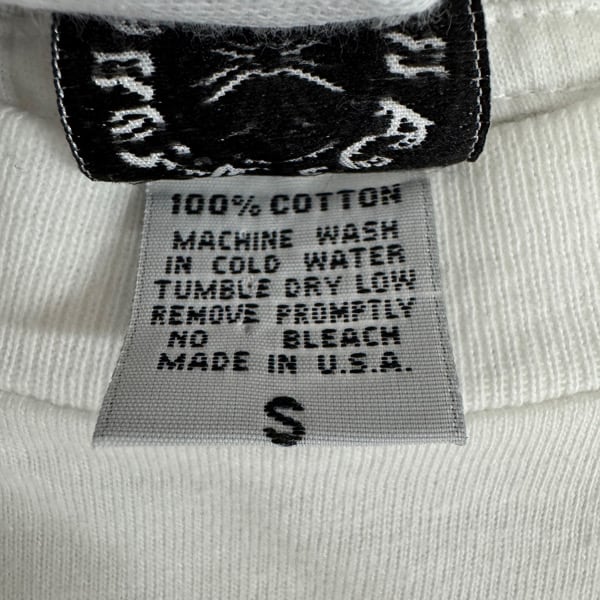 100% COTTON
MACHINE WASH
IN COLD WATER
TUMBLE DRY LOW
REMOVE PROMPTLY
NO BLEACH
MADE IN U.S.A.
S